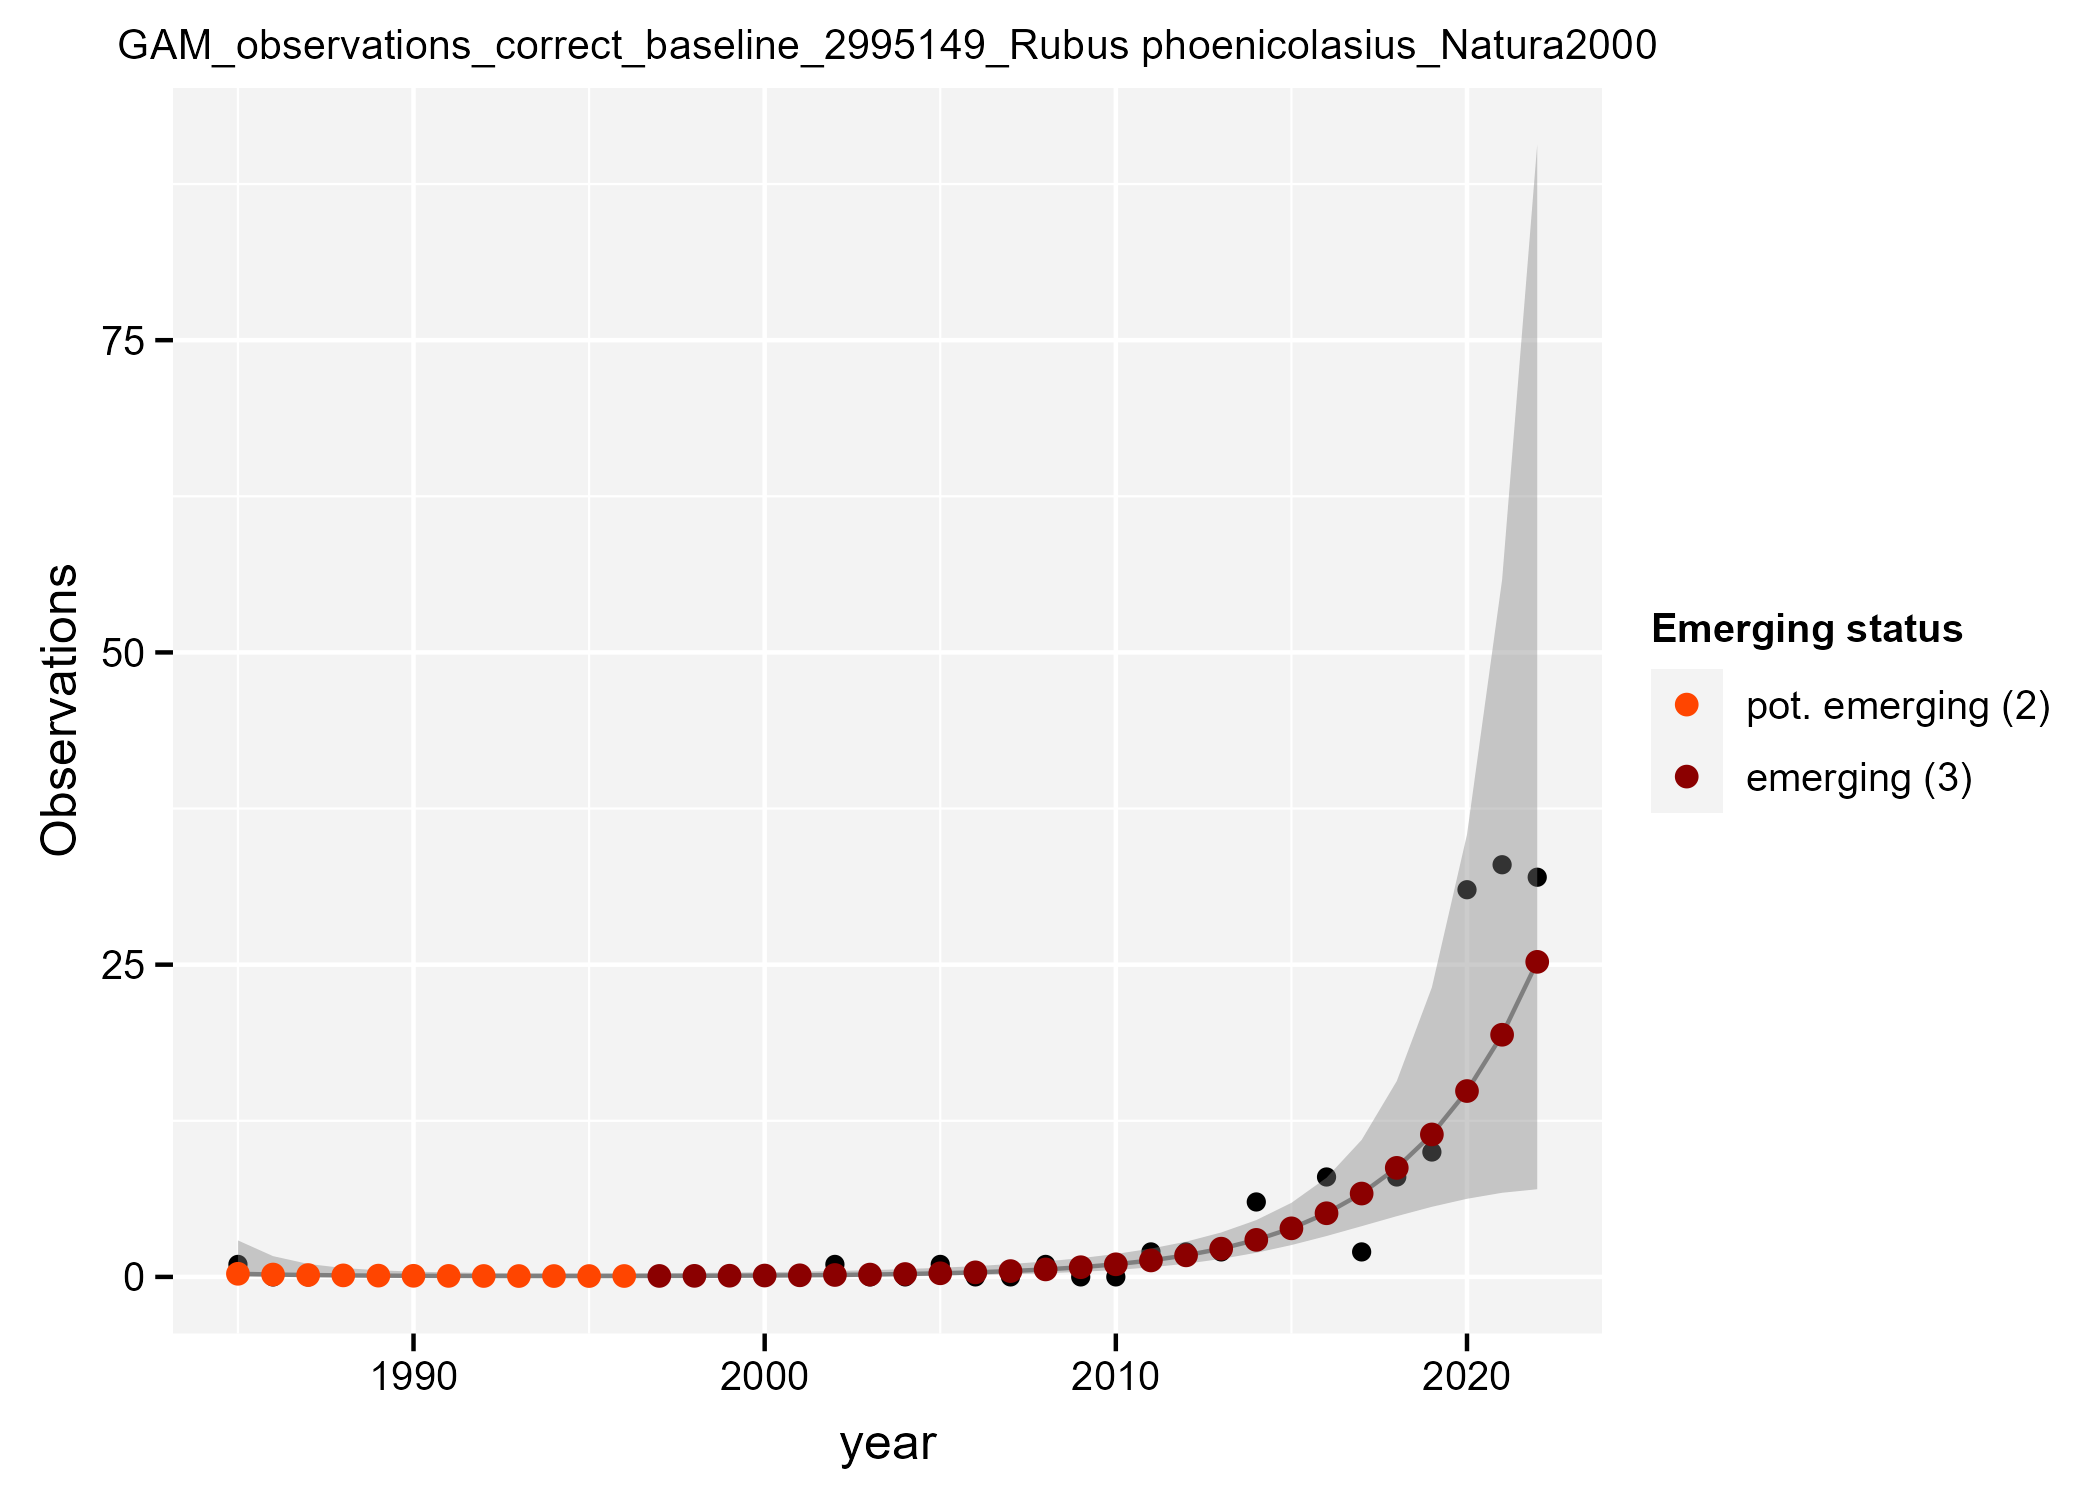 GAM_observations_correct_baseline_2995149_Rubus phoenicolasius_Natura2000
Observations
75
50
25
0
1990
2000
2010
2020
year
Emerging status
pot. emerging (2)
emerging (3)